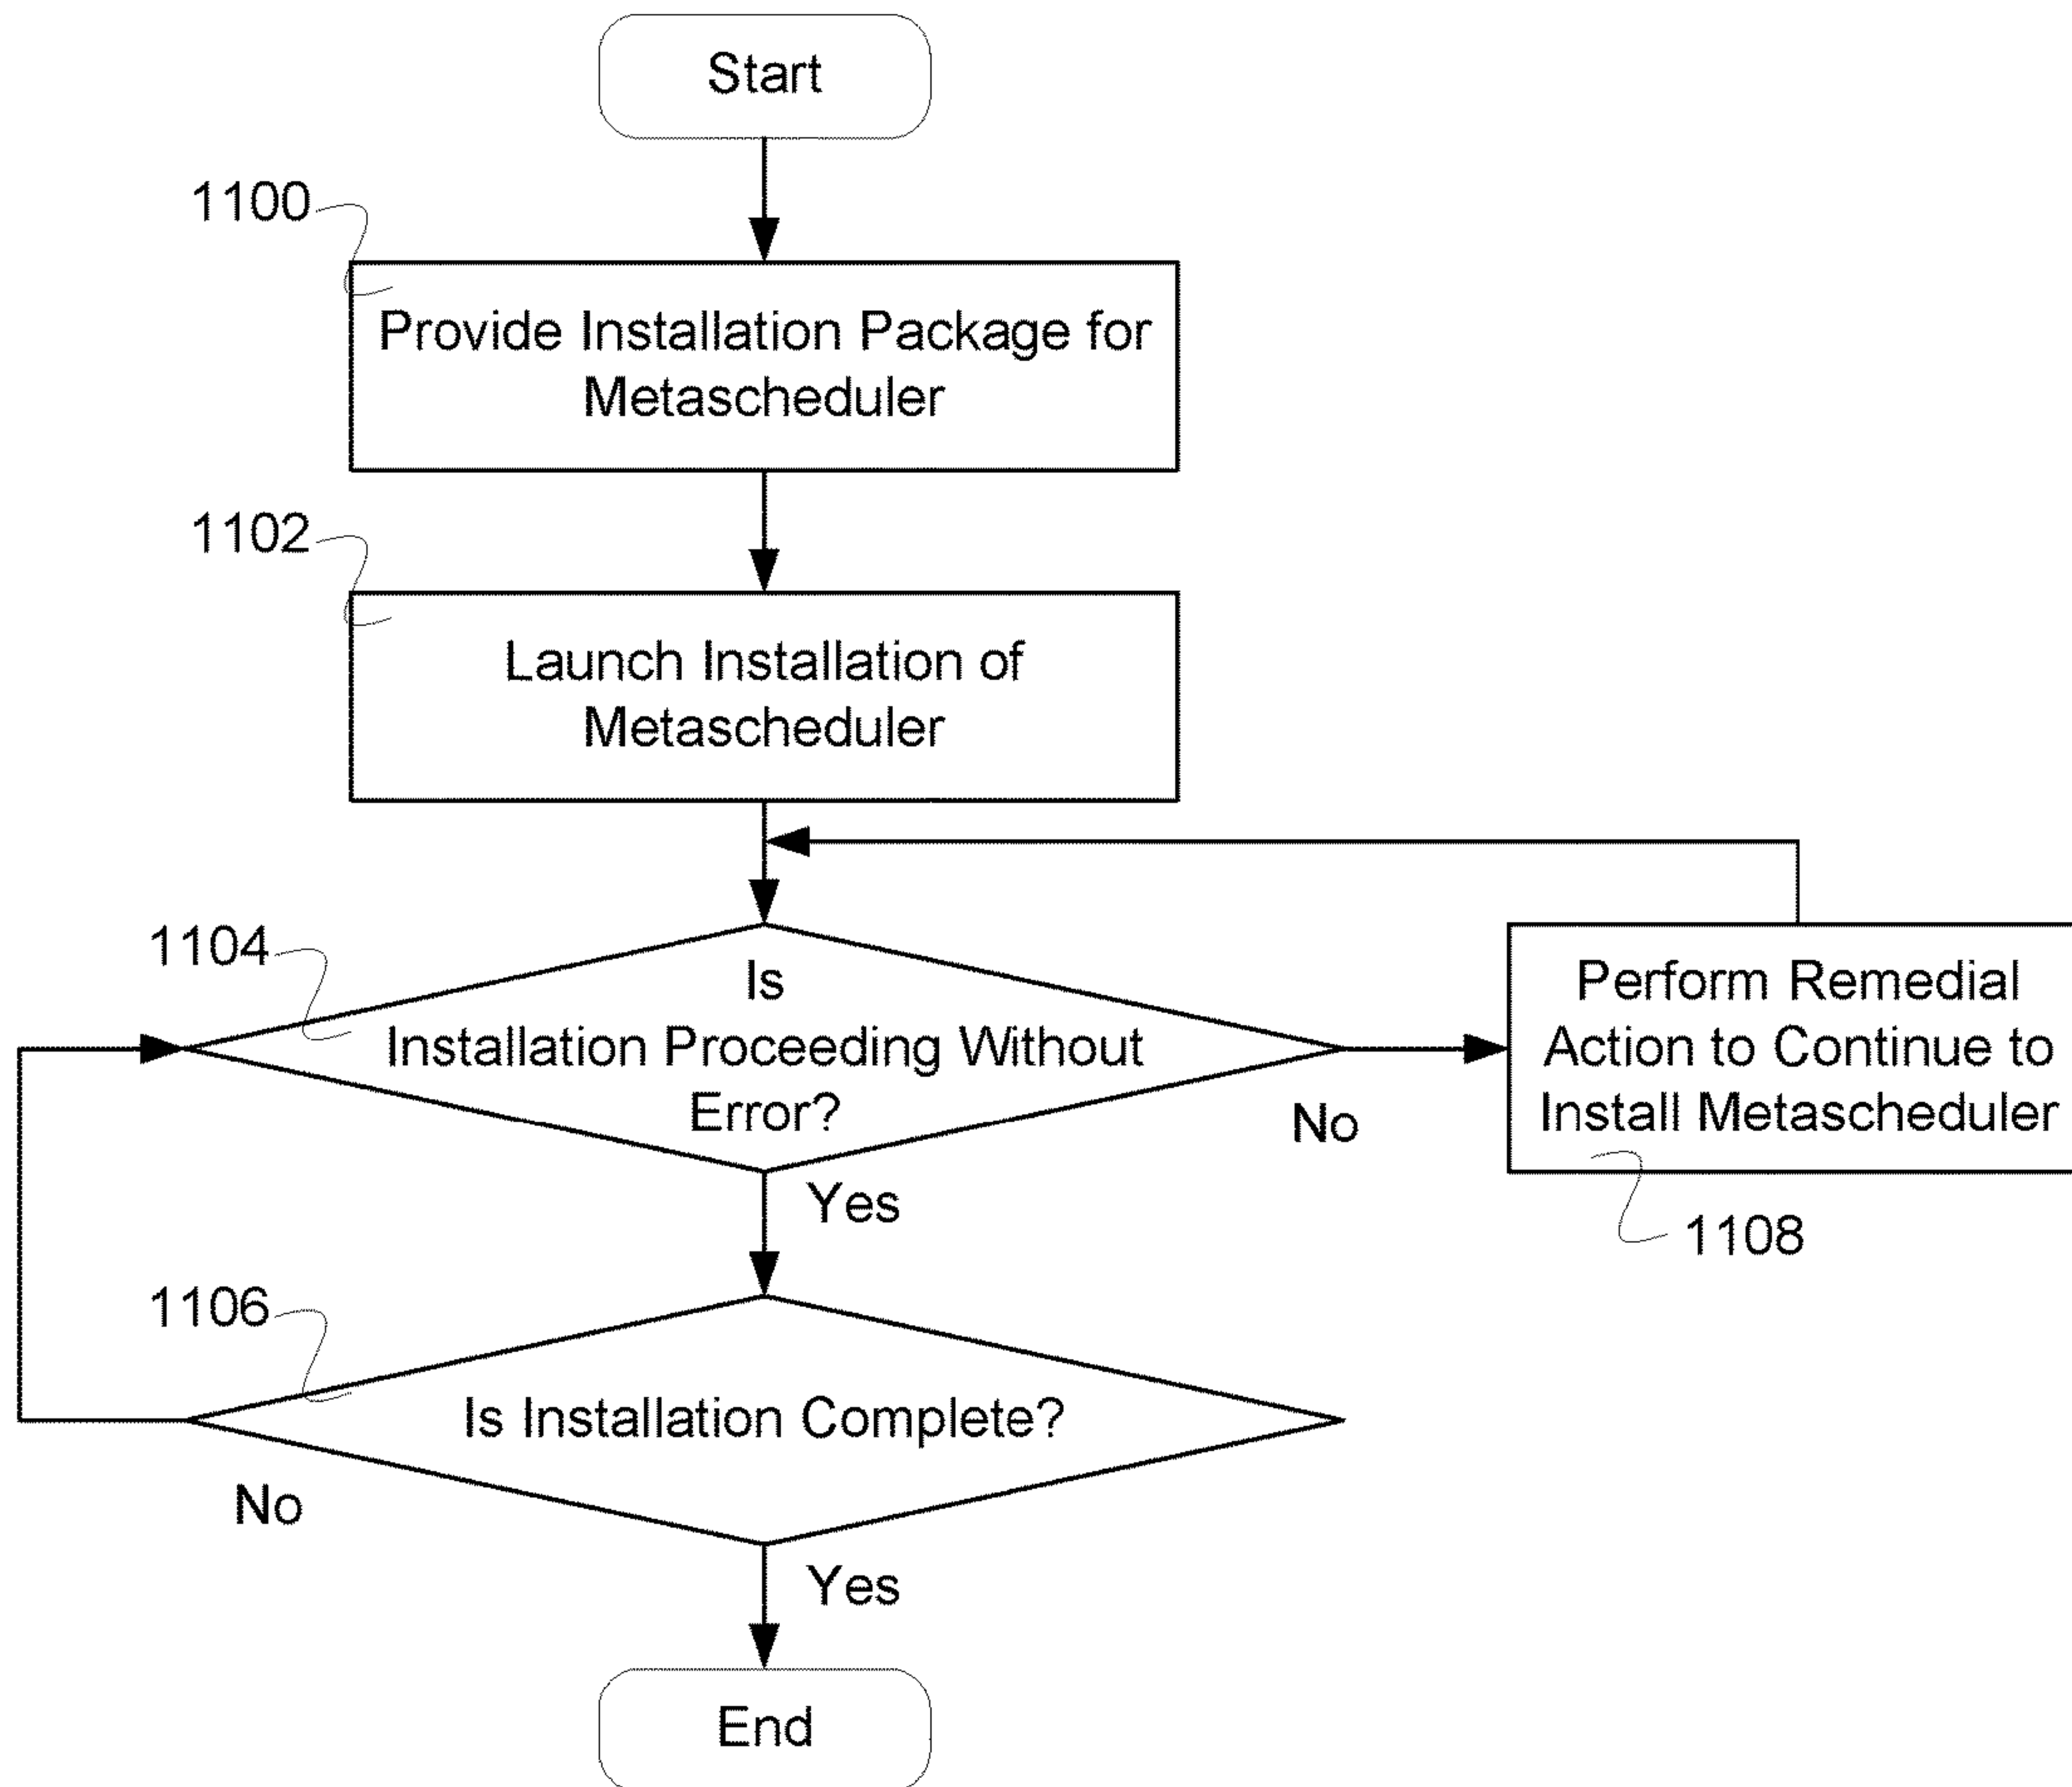 Start
1100
Provide Installation Package for
Metascheduler
1102
Launch Installation of
Metascheduler
1104
Is
Installation Proceeding Without
Error?
No
Yes
Perform Remedial
Action to Continue to
Install Metascheduler
1108
1106
Is Installation Complete?
No
Yes
End